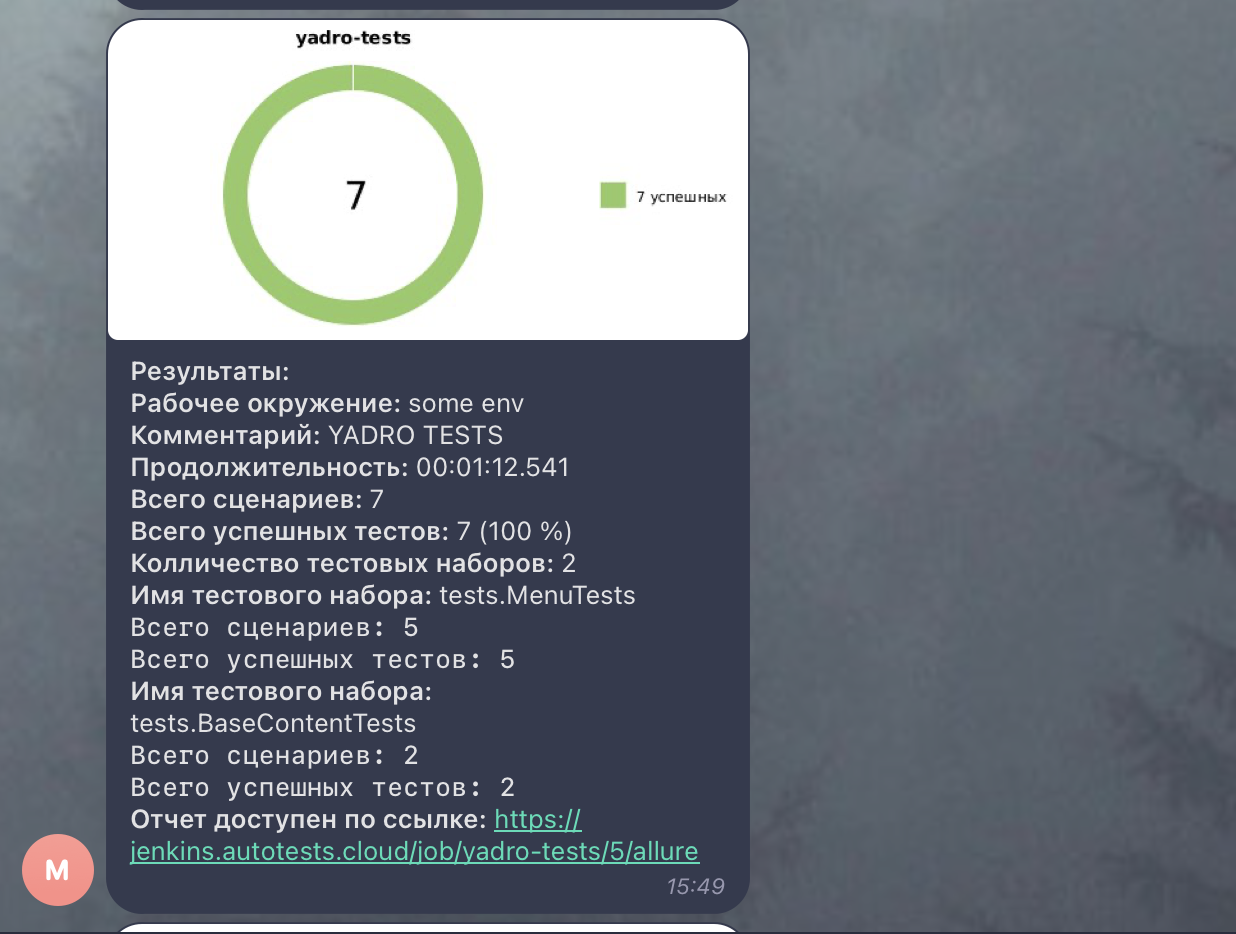 yadro-tests
7
7 успешных
Результаты:
Рабочее окружение: some env
Комментарий: YADRO TESTS
Продолжительность: 00:01:12.541
Всего сценариев: 7
Всего успешных тестов: 7 (100 %)
Колличество тестовых наборов: 2
Имя тестового набора: tests.MenuTests
Всего сценариев: 5
Всего успешных тестов: 5
Имя тестового набора:
tests.BaseContentTests
Всего сценариев: 2
Всего успешных тестов: 2
Отчет доступен по ссылке: https://
jenkins.autotests.cloud/job/yadro-tests/5/allure
M
15:49